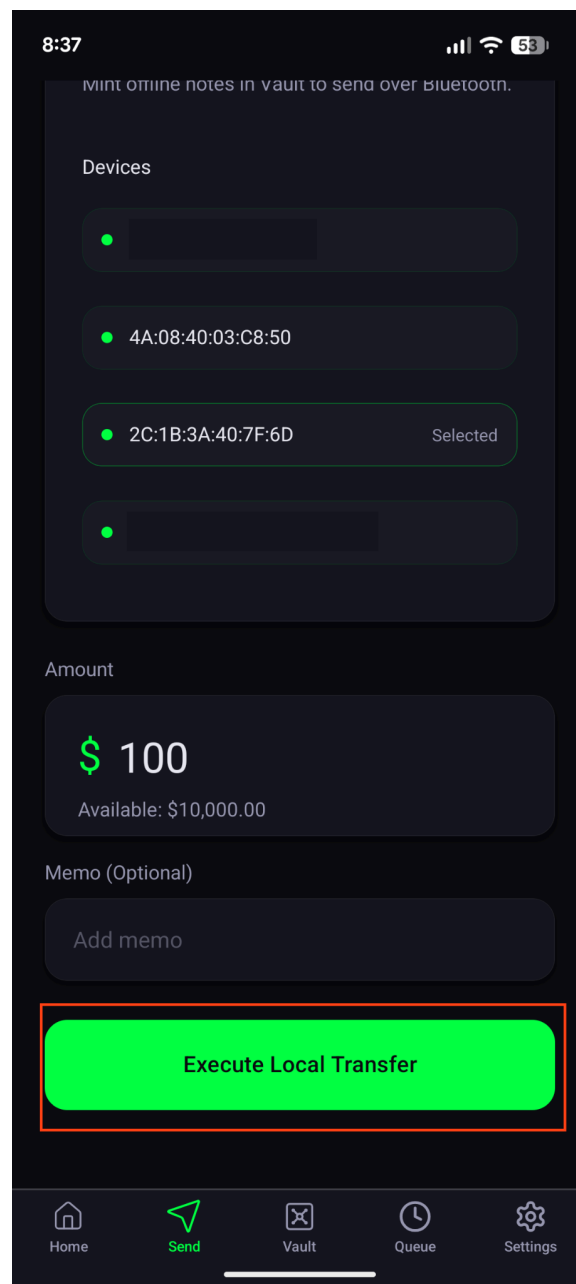 8:37
53
Mint offline notes in Vault to send over Bluetooth.
Devices
4A:08:40:03:C8:50
2C:1B:3A:40:7F:6D Selected
Amount
$ 100
Available: $10,000.00
Memo (Optional)
Add memo
Execute Local Transfer
Home Send Vault Queue Settings